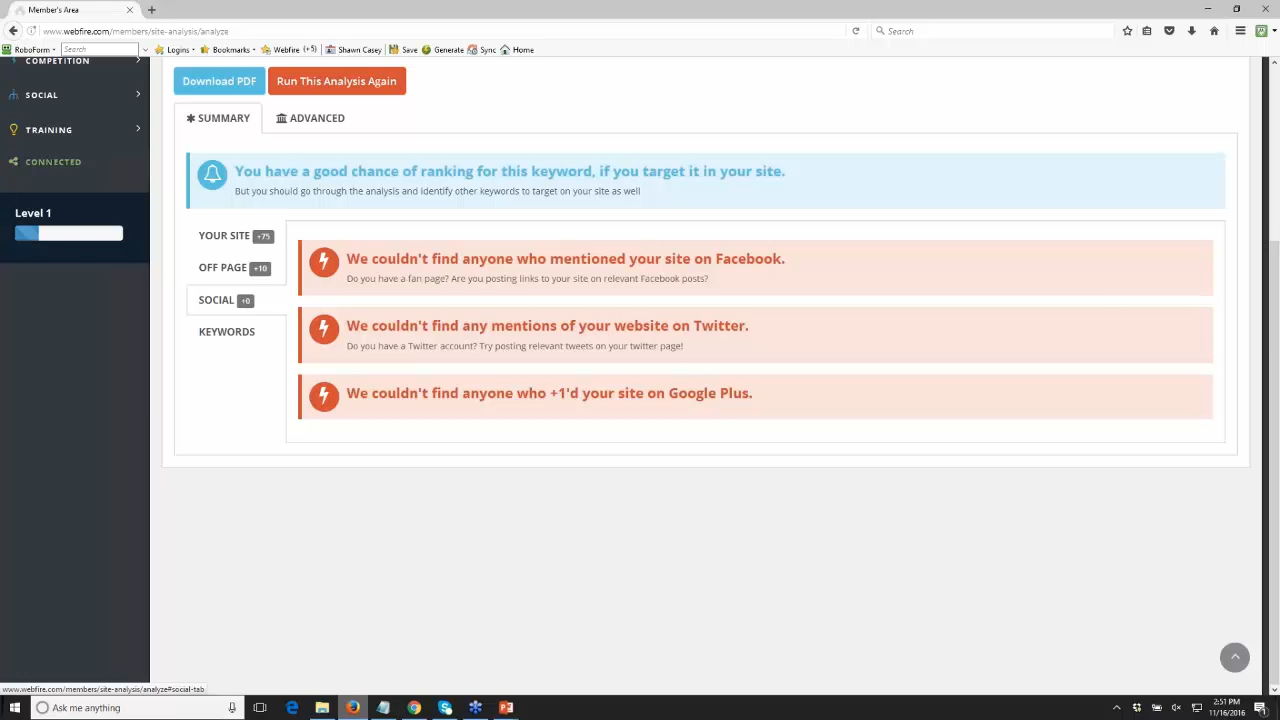 Member's Area
www.webfire.com/members/site-analysis/analyze
Search
RoboForm
Search
Logins
Bookmarks
Webfire (+5)
Shawn Casey
Save
Generate
Sync
Home
COMPETITION
SOCIAL
TRAINING
CONNECTED
Level 1
Download PDF
Run This Analysis Again
SUMMARY
ADVANCED
You have a good chance of ranking for this keyword, if you target it in your site.
But you should go through the analysis and identify other keywords to target on your site as well
YOUR SITE +75
OFF PAGE +10
SOCIAL +0
KEYWORDS
We couldn't find anyone who mentioned your site on Facebook.
Do you have a fan page? Are you posting links to your site on relevant Facebook posts?
We couldn't find any mentions of your website on Twitter.
Do you have a Twitter account? Try posting relevant tweets on your twitter page!
We couldn't find anyone who +1'd your site on Google Plus.
www.webfire.com/members/site-analysis/analyze#social-tab
Ask me anything
2:51 PM
11/16/2016